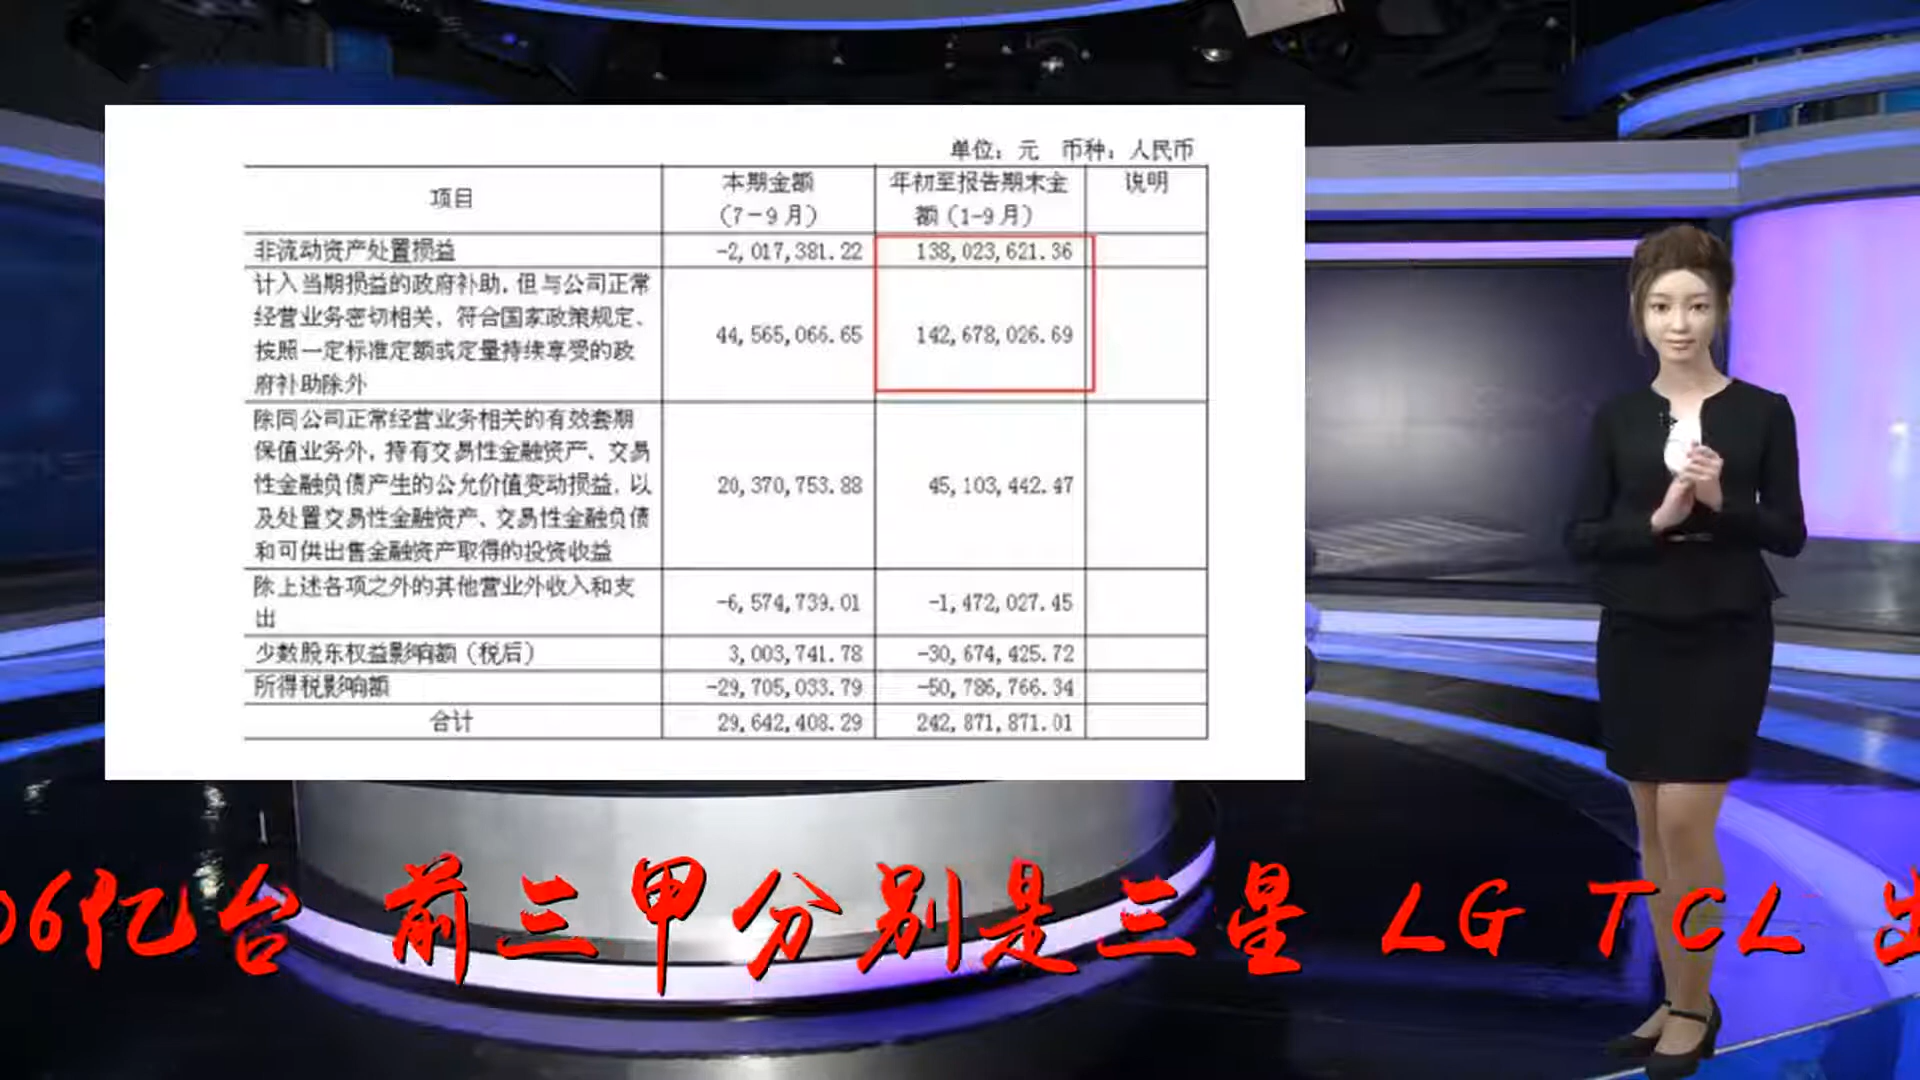 单位：元 币种：人民币
项目 本期金额（7－9月） 年初至报告期末金额（1-9月） 说明
非流动资产处置损益 -2,017,381.22 138,023,621.36
计入当期损益的政府补助，但与公司正常
经营业务密切相关，符合国家政策规定、
按照一定标准定额或定量持续享受的政
府补助除外 44,565,066.65 142,678,026.69
除同公司正常经营业务相关的有效套期
保值业务外，持有交易性金融资产、交易
性金融负债产生的公允价值变动损益，以
及处置交易性金融资产、交易性金融负债
和可供出售金融资产取得的投资收益 20,370,753.88 45,103,442.47
除上述各项之外的其他营业外收入和支
出 -6,574,739.01 -1,472,027.45
少数股东权益影响额（税后） 3,003,741.78 -30,674,425.72
所得税影响额 -29,705,033.79 -50,786,766.34
合计 29,642,408.29 242,871,871.01
06亿台 前三甲分别是三星 LG TCL 出